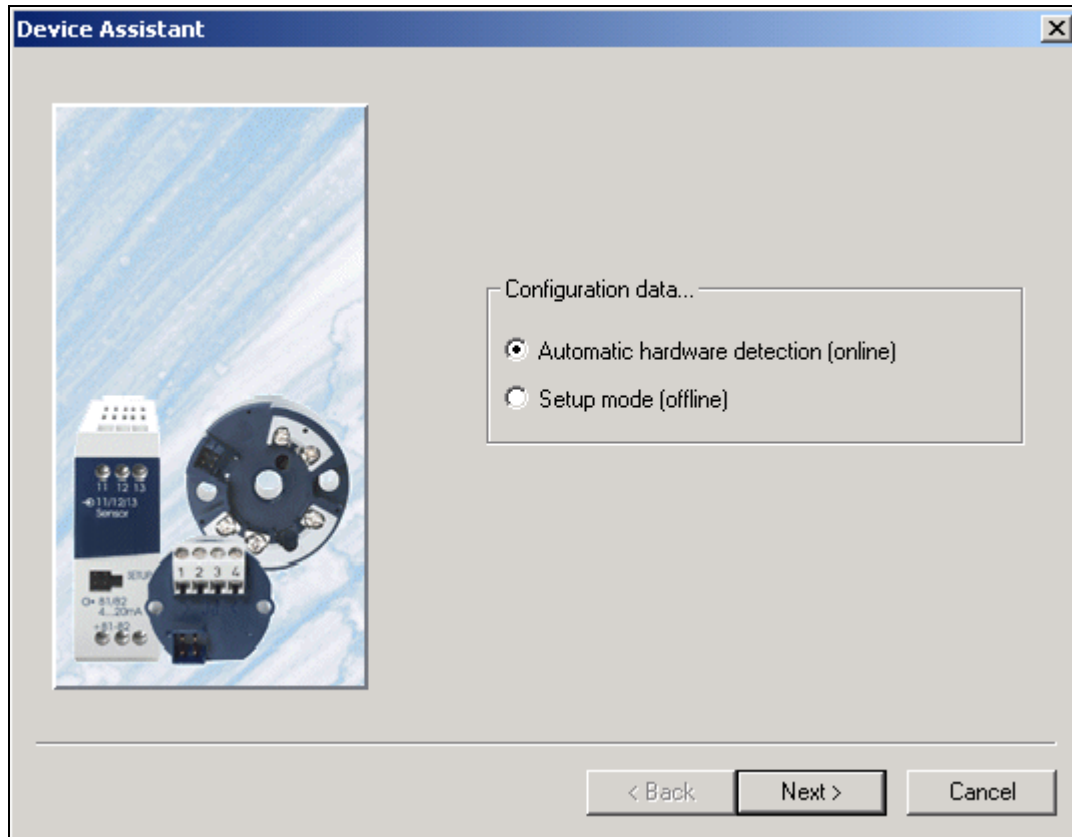 Device Assistant
Configuration data...
Automatic hardware detection (online)
Setup mode (offline)
11 12 13
11/12/13
Sensor
SETUP
1 2 3 4
81/82
4...20mA
+81-82
< Back
Next >
Cancel